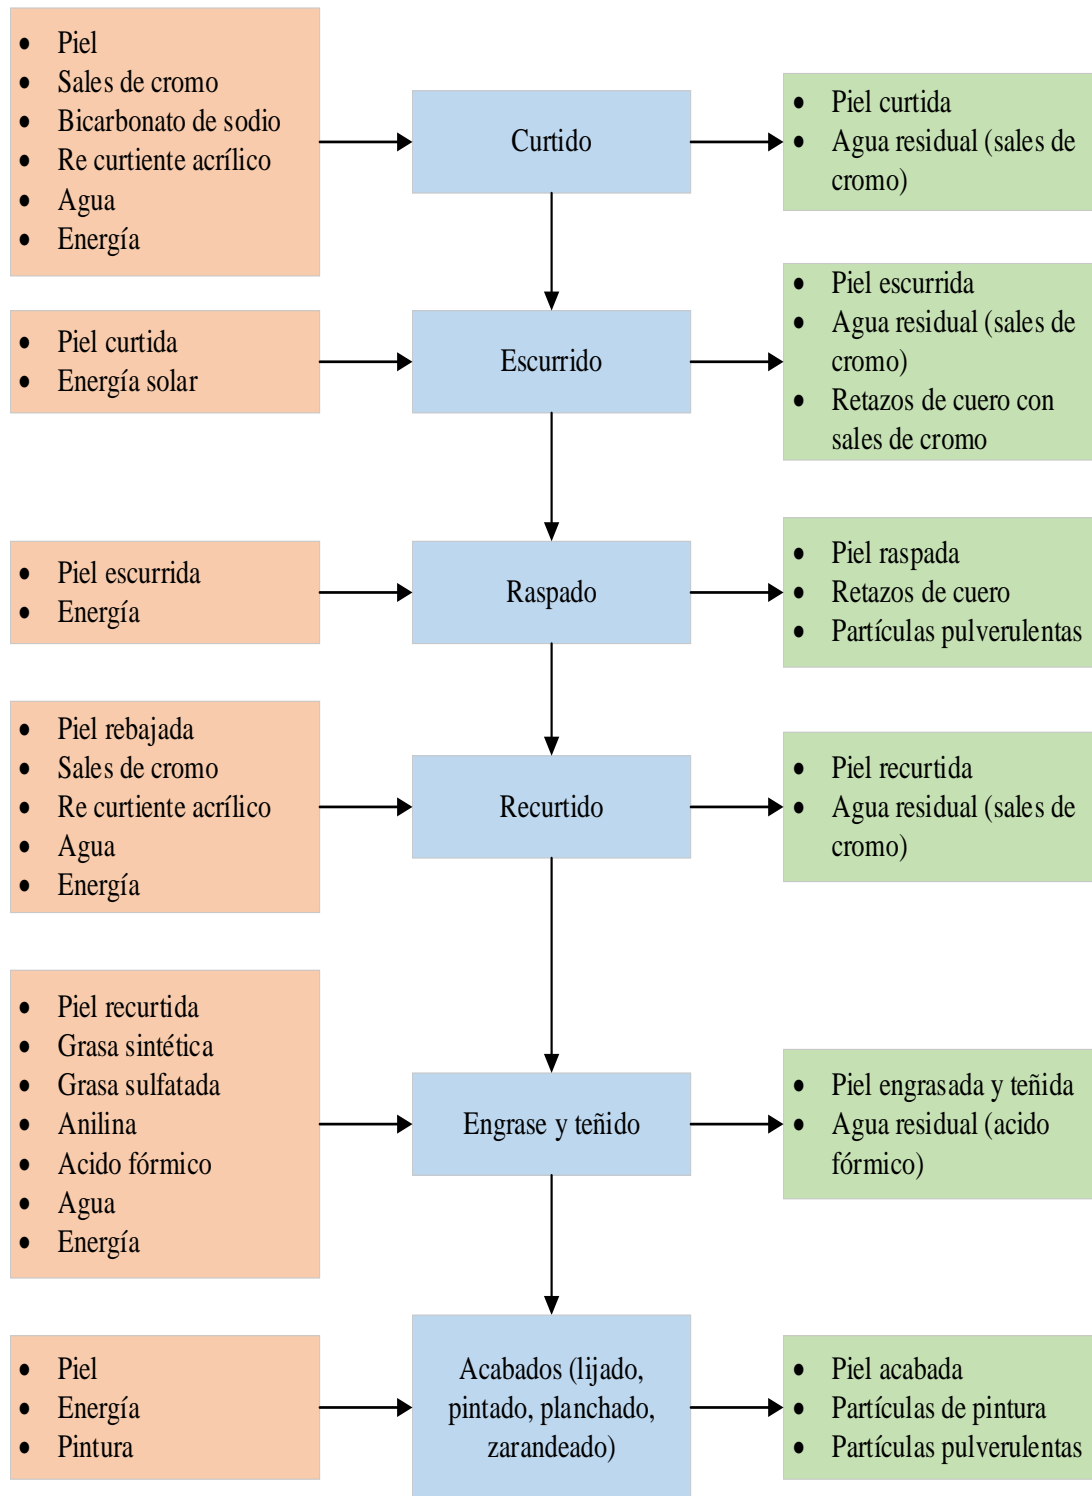 • Piel
• Sales de cromo
• Bicarbonato de sodio
• Re curtiente acrílico
• Agua
• Energía
Curtido
• Piel curtida
• Agua residual (sales de
cromo)
• Piel curtida
• Energía solar
Escurrido
• Piel escurrida
• Agua residual (sales de
cromo)
• Retazos de cuero con
sales de cromo
• Piel escurrida
• Energía
Raspado
• Piel raspada
• Retazos de cuero
• Partículas pulverulentas
• Piel rebajada
• Sales de cromo
• Re curtiente acrílico
• Agua
• Energía
Recurtido
• Piel recurtida
• Agua residual (sales de
cromo)
• Piel recurtida
• Grasa sintética
• Grasa sulfatada
• Anilina
• Acido fórmico
• Agua
• Energía
Engrase y teñido
• Piel engrasada y teñida
• Agua residual (acido
fórmico)
• Piel
• Energía
• Pintura
Acabados (lijado,
pintado, planchado,
zarandeado)
• Piel acabada
• Partículas de pintura
• Partículas pulverulentas